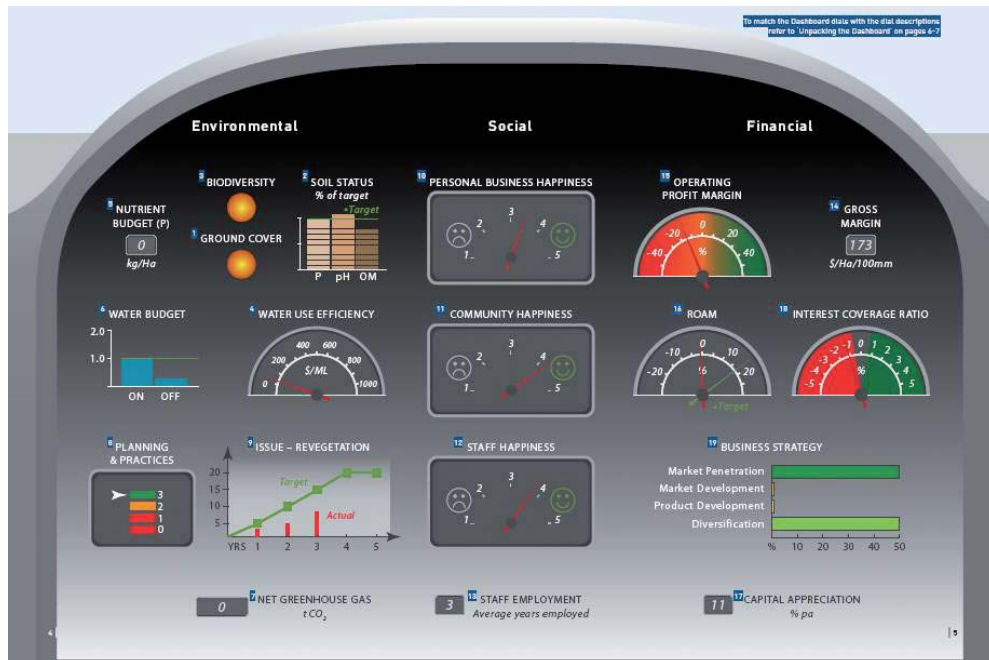 To match the Dashboard dials with the dial descriptions
refer to 'Unpacking the Dashboard' on pages 6-7
Environmental
Social
Financial
3 BIODIVERSITY
2 SOIL STATUS
% of target
Target
P pH OM
5 NUTRIENT
BUDGET (P)
0
kg/Ha
1 GROUND COVER
10 PERSONAL BUSINESS HAPPINESS
1 2 3 4 5
15 OPERATING
PROFIT MARGIN
-40 -20 0 20 40
%
14 GROSS
MARGIN
173
$/Ha/100mm
6 WATER BUDGET
2.0
1.0
ON OFF
4 WATER USE EFFICIENCY
0 200 400 600 800 1000
$/ML
11 COMMUNITY HAPPINESS
1 2 3 4 5
16 ROAM
-20 -10 0 10 20
%
Target
18 INTEREST COVERAGE RATIO
-5 -4 -3 -2 -1 0 1 2 3 4 5
%
8 PLANNING
& PRACTICES
3
2
1
0
9 ISSUE – REVEGETATION
20
15
10
5
Target
Actual
YRS 1 2 3 4 5
12 STAFF HAPPINESS
1 2 3 4 5
19 BUSINESS STRATEGY
Market Penetration
Market Development
Product Development
Diversification
% 10 20 30 40 50
0
7 NET GREENHOUSE GAS
t CO₂
3
13 STAFF EMPLOYMENT
Average years employed
11
17 CAPITAL APPRECIATION
% pa
4 |
| 5